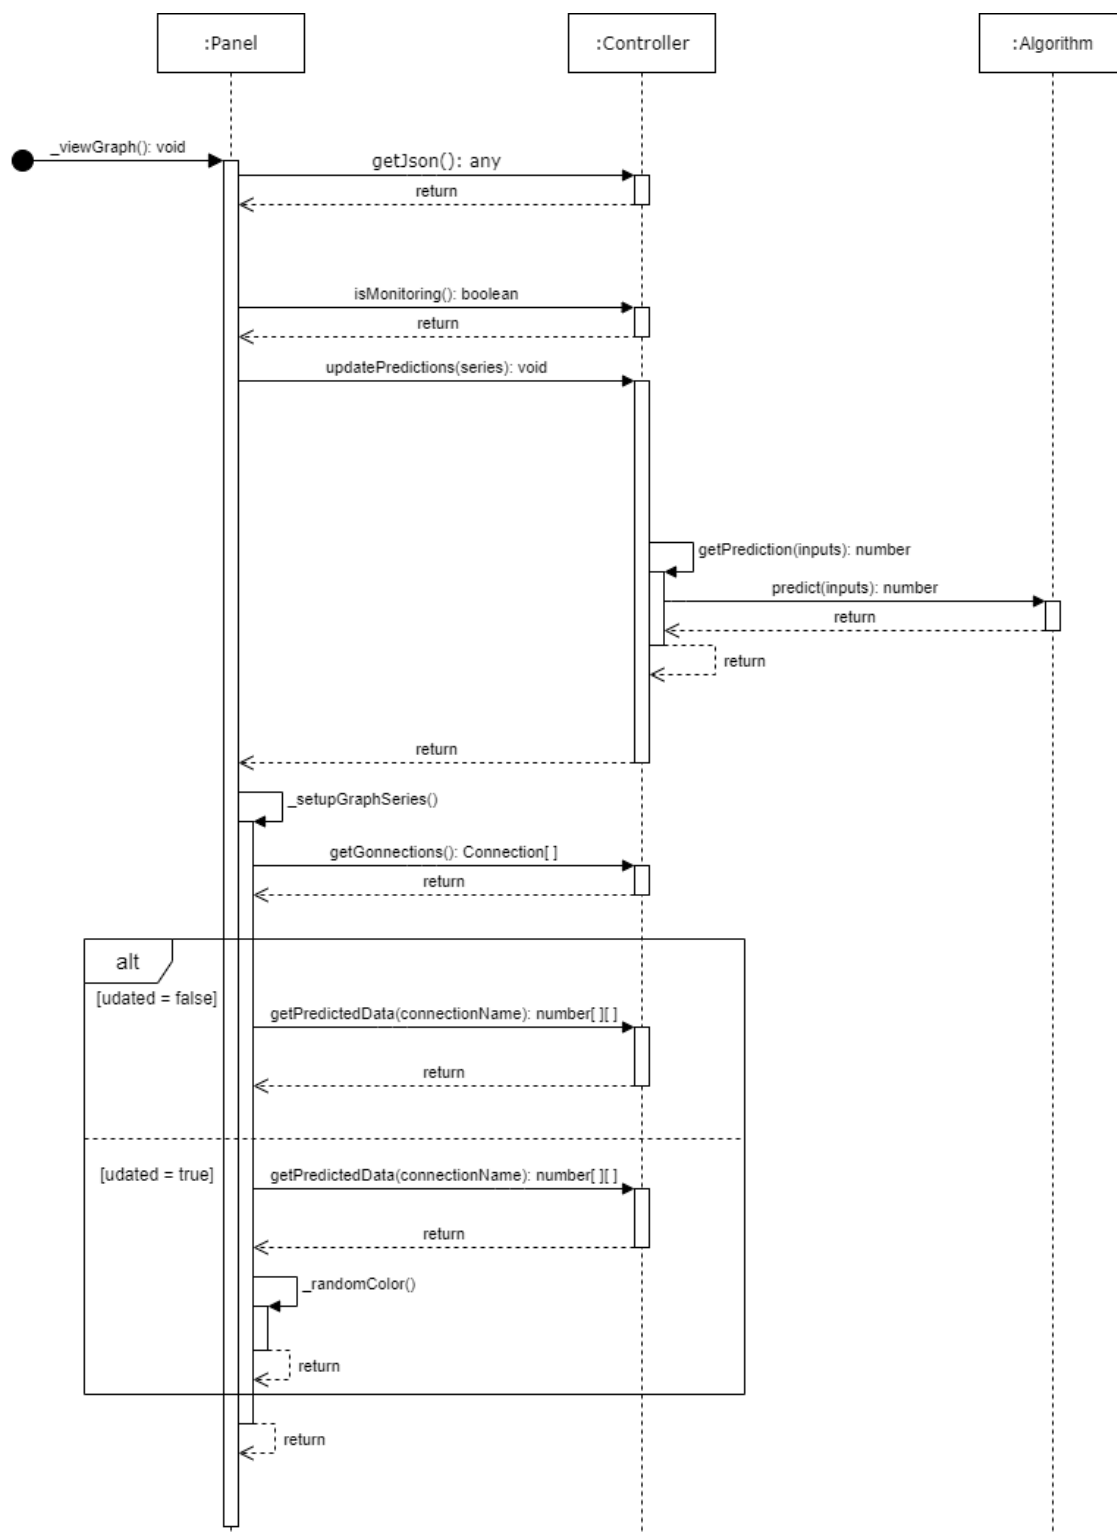 :Panel
:Controller
:Algorithm
_viewGraph(): void
getJson(): any
return
isMonitoring(): boolean
return
updatePredictions(series): void
getPrediction(inputs): number
predict(inputs): number
return
return
return
_setupGraphSeries()
getGonnections(): Connection[ ]
return
alt
[udated = false]
getPredictedData(connectionName): number[ ][ ]
return
[udated = true]
getPredictedData(connectionName): number[ ][ ]
return
_randomColor()
return
return